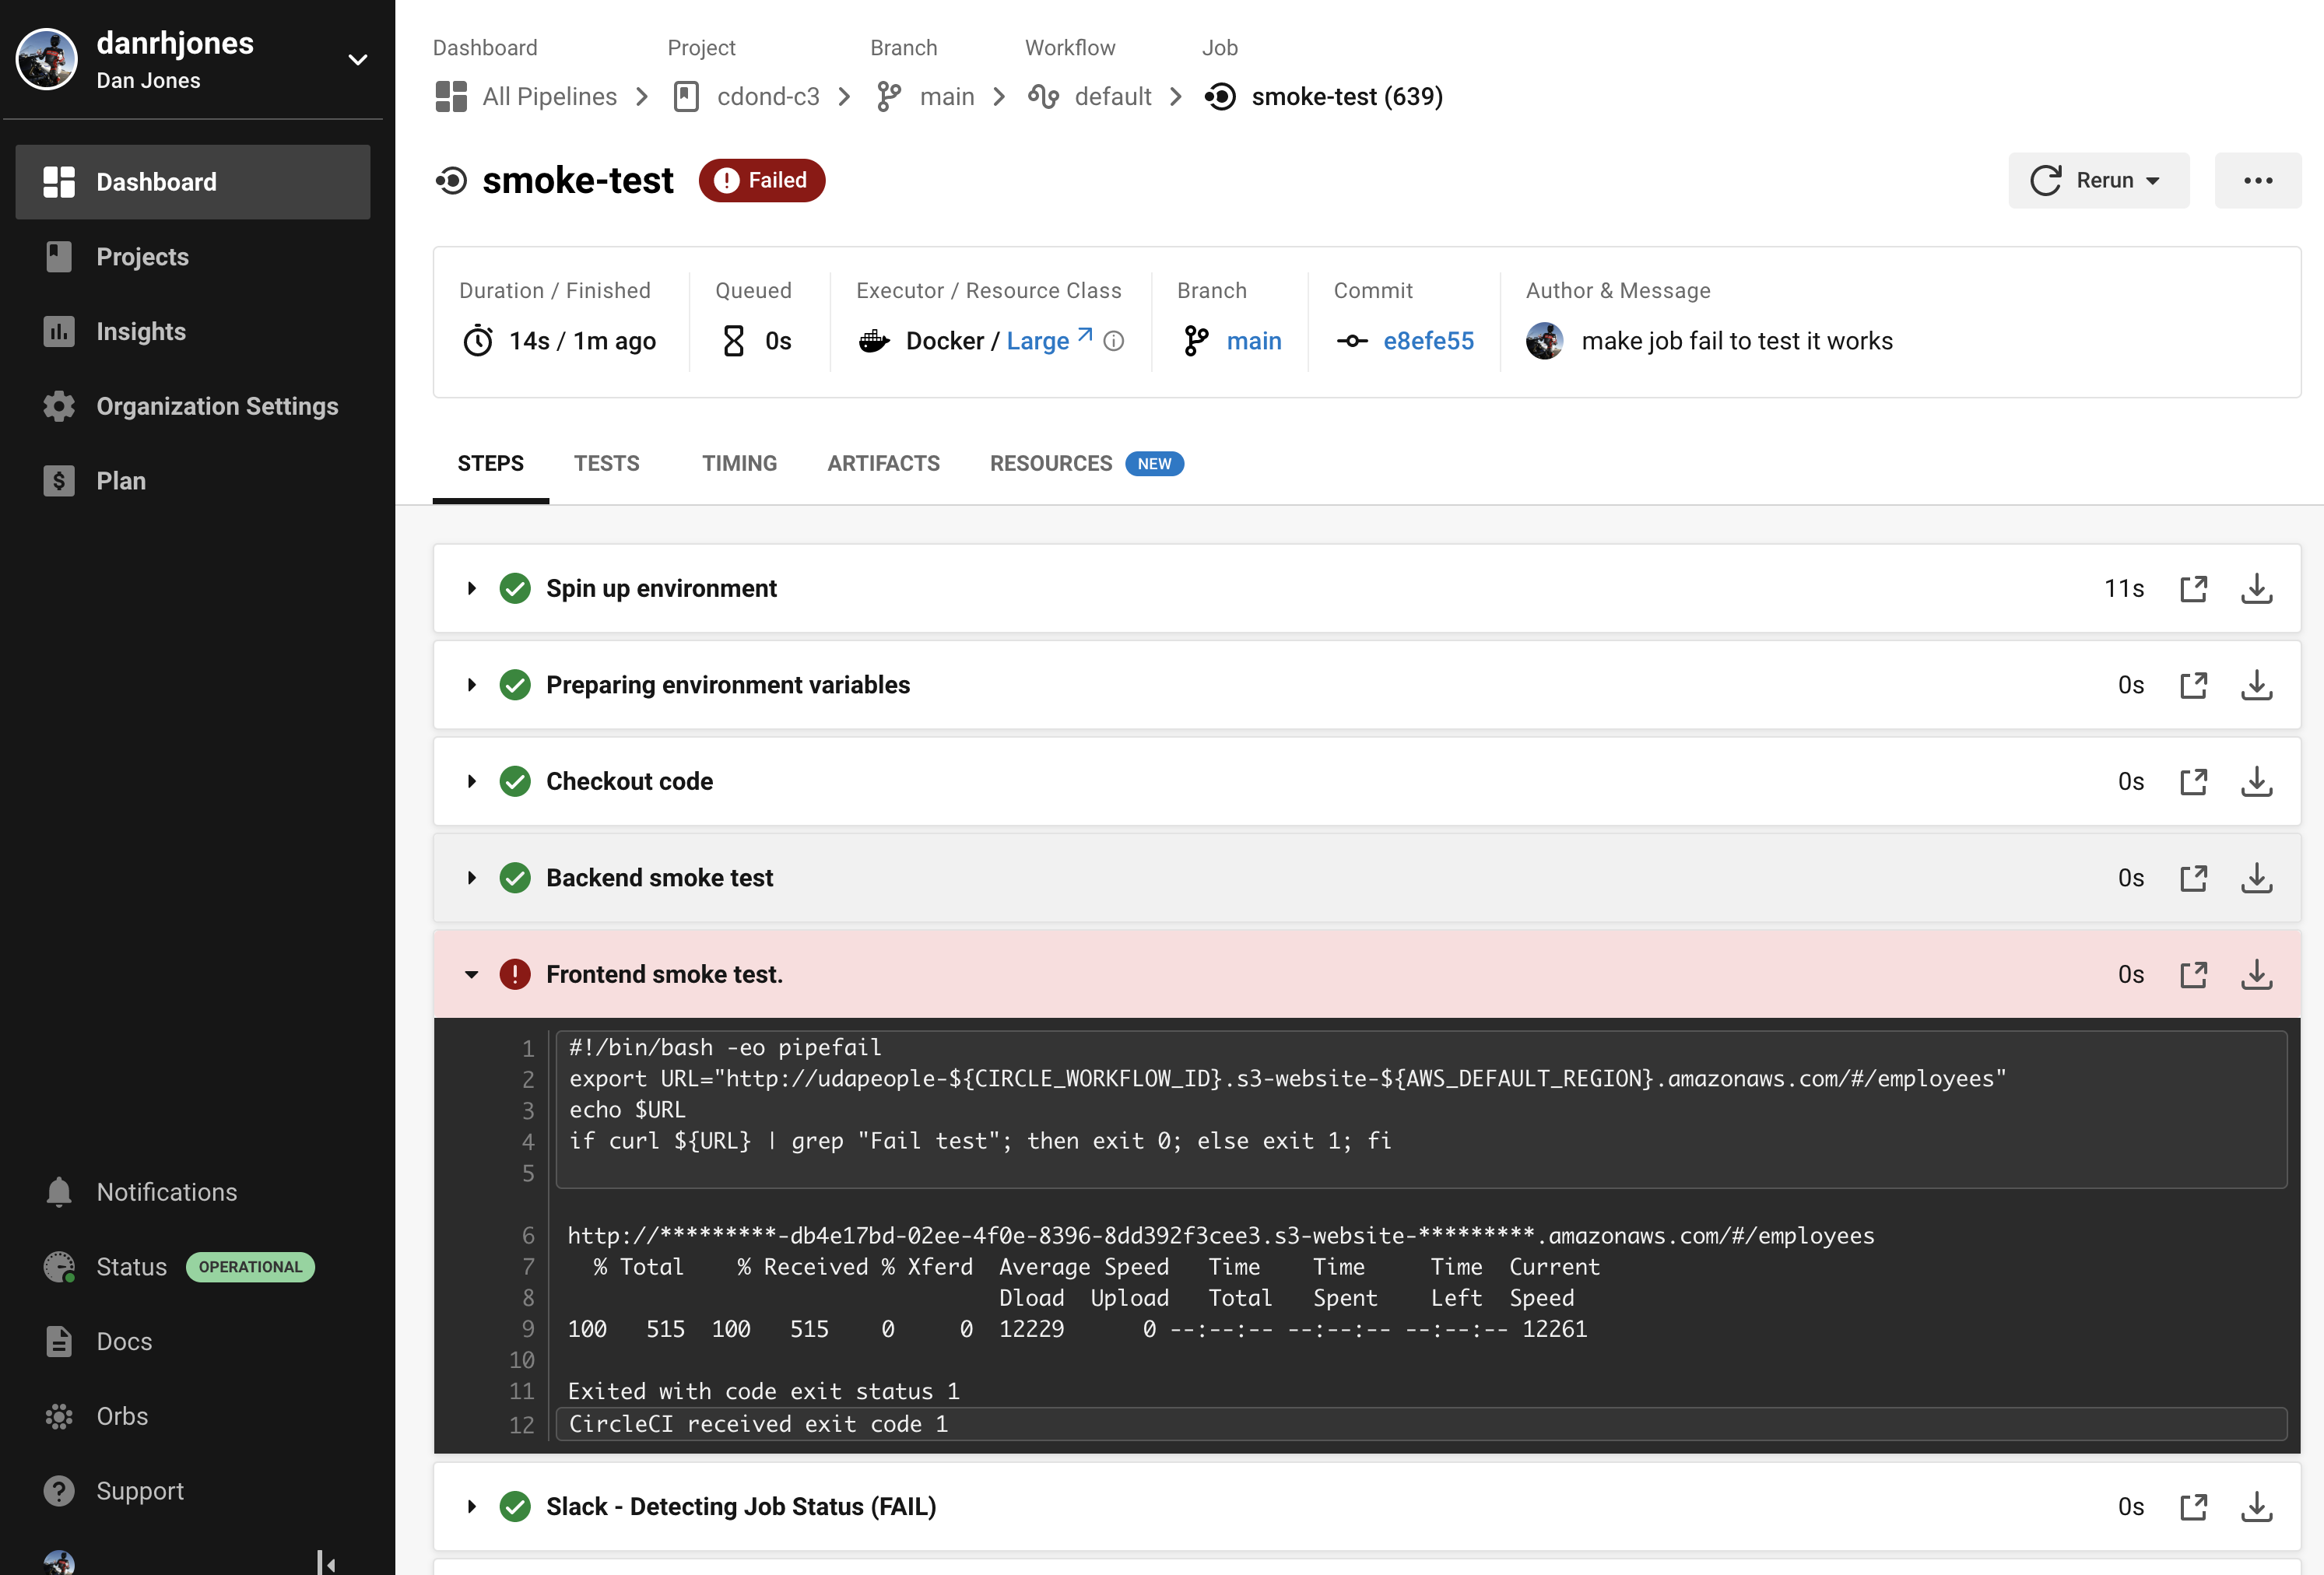 danrhjones
Dan Jones
Dashboard
Projects
Insights
Organization Settings
Plan
Notifications
Status OPERATIONAL
Docs
Orbs
Support
Dashboard Project Branch Workflow Job
All Pipelines cdond-c3 main default smoke-test (639)
smoke-test Failed
Rerun
Duration / Finished Queued Executor / Resource Class Branch Commit Author & Message
14s / 1m ago 0s Docker / Large main e8efe55 make job fail to test it works
STEPS TESTS TIMING ARTIFACTS RESOURCES NEW
Spin up environment 11s
Preparing environment variables 0s
Checkout code 0s
Backend smoke test 0s
Frontend smoke test. 0s
1 #!/bin/bash -eo pipefail
2 export URL="http://udapeople-${CIRCLE_WORKFLOW_ID}.s3-website-${AWS_DEFAULT_REGION}.amazonaws.com/#/employees"
3 echo $URL
4 if curl ${URL} | grep "Fail test"; then exit 0; else exit 1; fi
5
6 http://*********-db4e17bd-02ee-4f0e-8396-8dd392f3cee3.s3-website-*********.amazonaws.com/#/employees
7 % Total % Received % Xferd Average Speed Time Time Time Current
8 Dload Upload Total Spent Left Speed
9 100 515 100 515 0 0 12229 0 --:--:-- --:--:-- --:--:-- 12261
10
11 Exited with code exit status 1
12 CircleCI received exit code 1
Slack - Detecting Job Status (FAIL) 0s